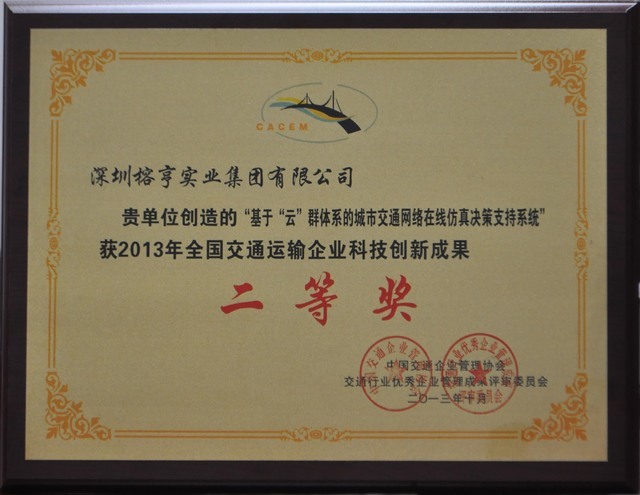 CACEM
深圳榕亨实业集团有限公司
贵单位创造的“基于“云”群体系的城市交通网络在线仿真决策支持系统”
获2013年全国交通运输企业科技创新成果
二等奖
中国交通企业管理协会
交通行业优秀企业管理成果评审委员会
二〇一三年十月